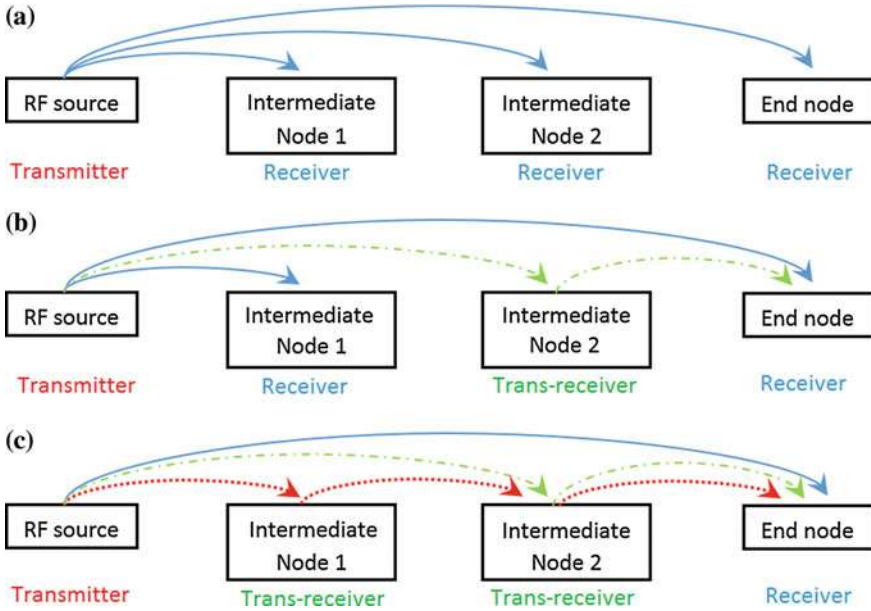 (a)
RF source
Intermediate
Node 1
Intermediate
Node 2
End node
Transmitter
Receiver
Receiver
Receiver
(b)
RF source
Intermediate
Node 1
Intermediate
Node 2
End node
Transmitter
Receiver
Trans-receiver
Receiver
(c)
RF source
Intermediate
Node 1
Intermediate
Node 2
End node
Transmitter
Trans-receiver
Trans-receiver
Receiver